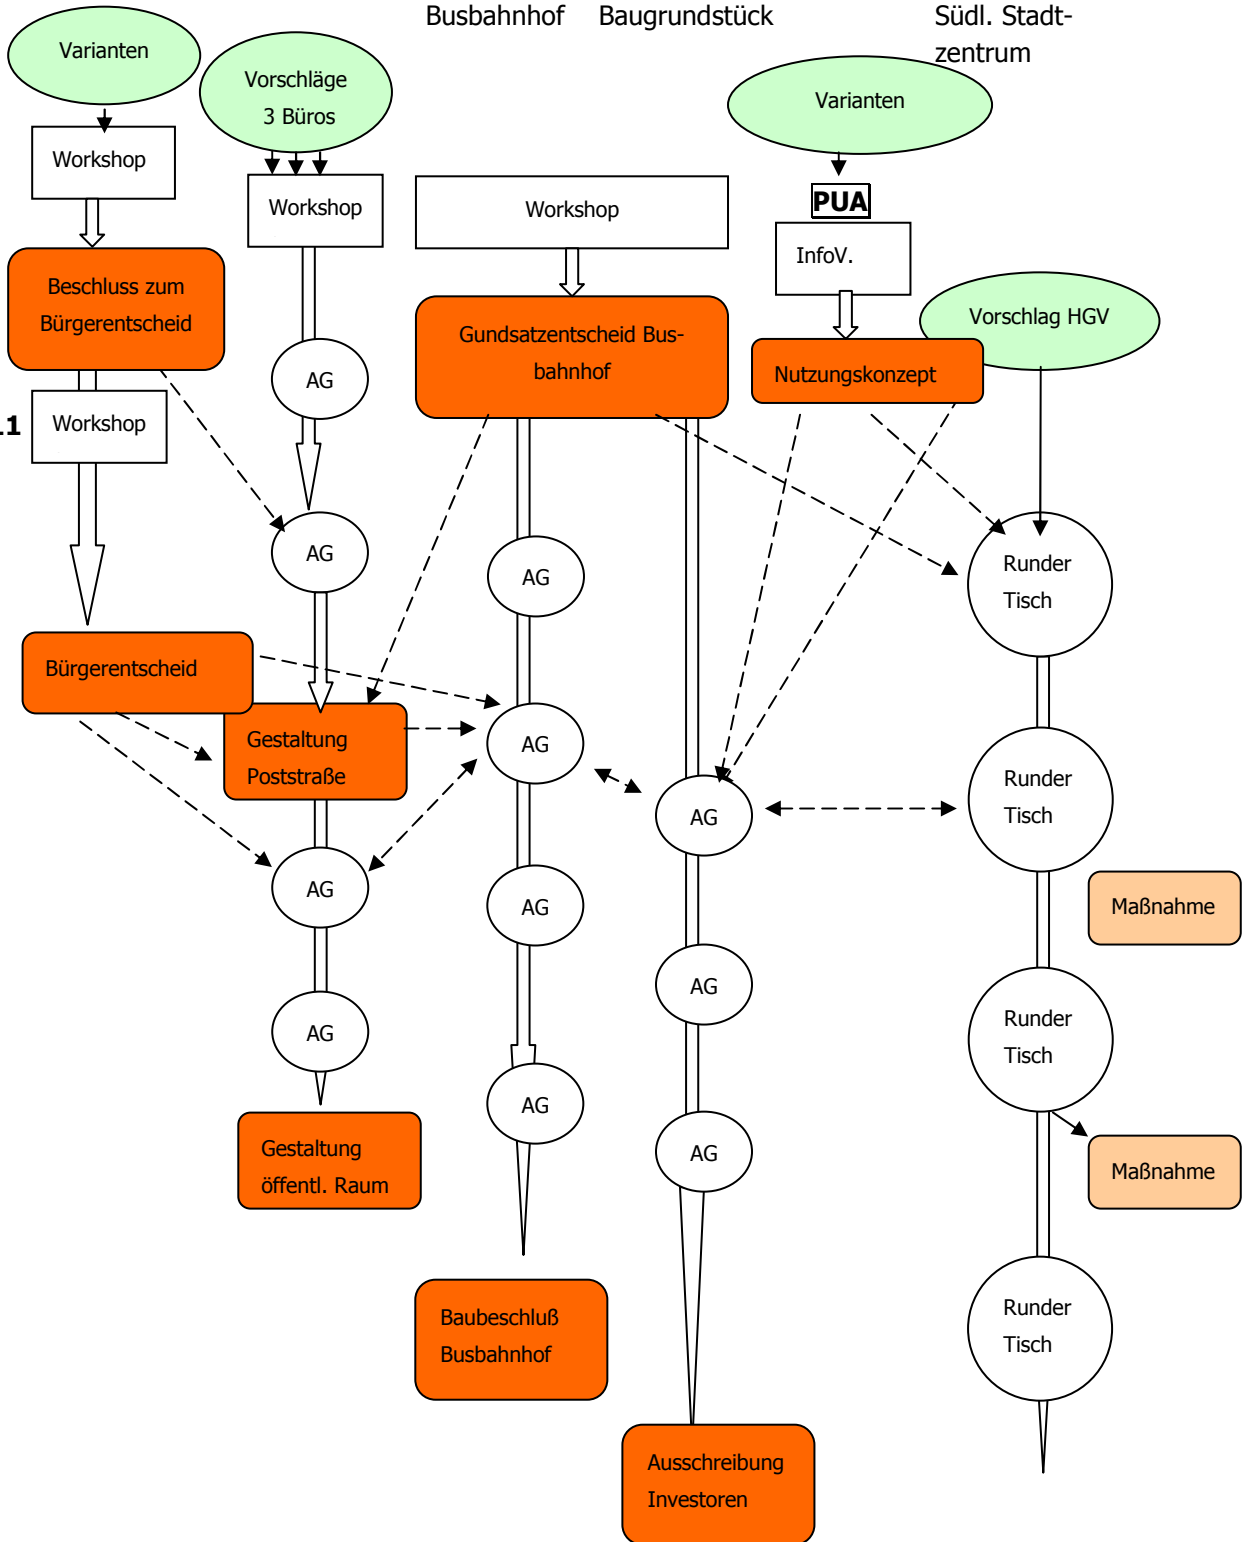 Busbahnhof Baugrundstück Südl. Stadt-
zentrum
Varianten
Vorschläge
3 Büros
Varianten
Workshop
Workshop
Workshop
PUA
InfoV.
Beschluss zum
Bürgerentscheid
Gundsatzentscheid Bus-
bahnhof
Vorschlag HGV
Nutzungskonzept
AG
11
Workshop
AG
AG
Runder
Tisch
Bürgerentscheid
Gestaltung
Poststraße
AG
AG
Runder
Tisch
AG
AG
Maßnahme
AG
AG
Runder
Tisch
AG
AG
Gestaltung
öffentl. Raum
Maßnahme
Baubeschluß
Busbahnhof
Runder
Tisch
Ausschreibung
Investoren